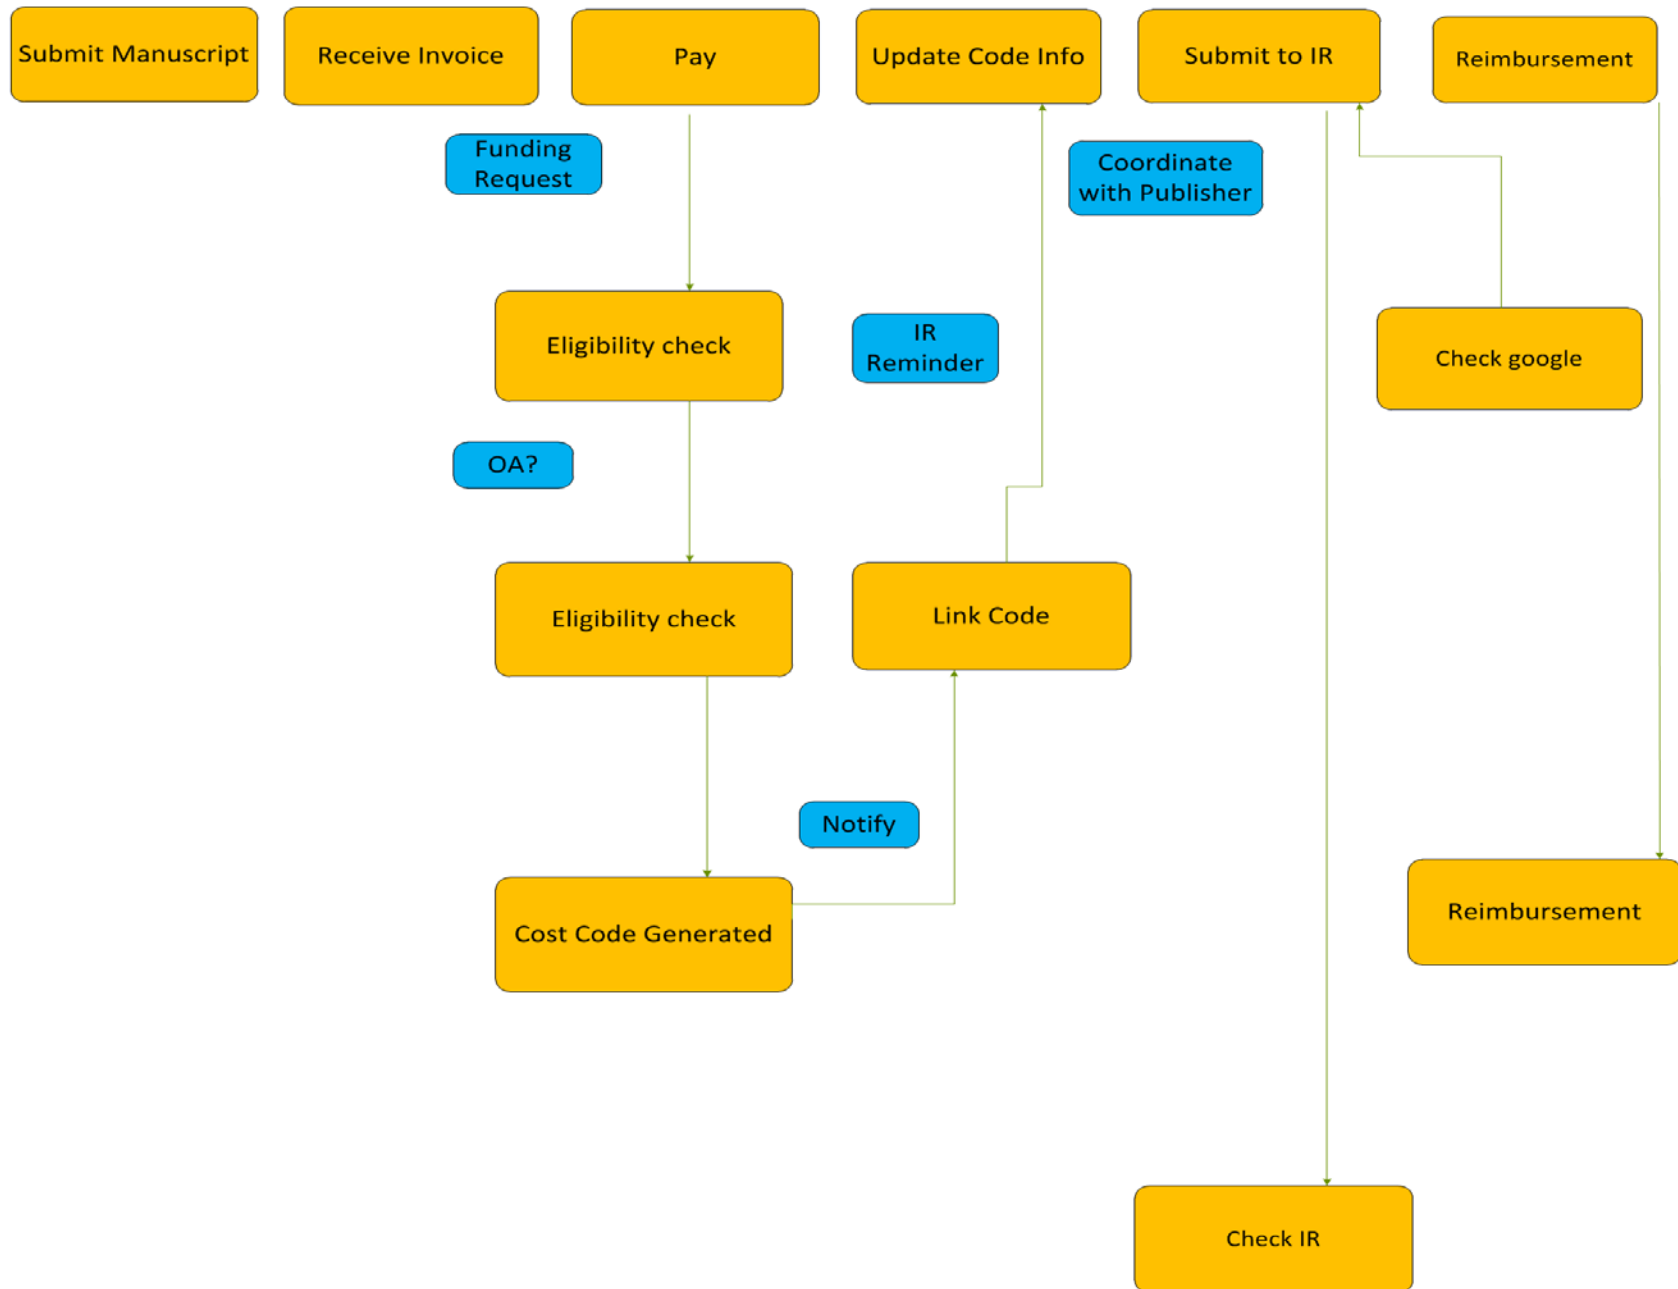 Submit Manuscript
Receive Invoice
Pay
Update Code Info
Submit to IR
Reimbursement
Funding
Request
Coordinate
with Publisher
Eligibility check
IR
Reminder
Check google
OA?
Eligibility check
Link Code
Notify
Cost Code Generated
Reimbursement
Check IR